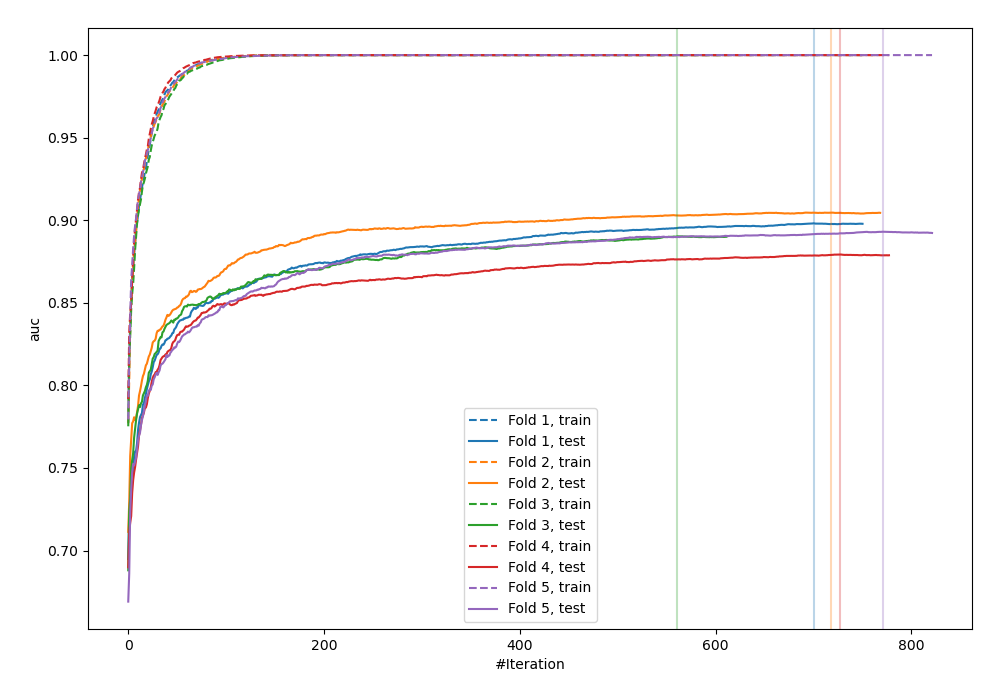 1.00
0.95
0.90
0.85
0.80
0.75
0.70
auc
Fold 1, train
Fold 1, test
Fold 2, train
Fold 2, test
Fold 3, train
Fold 3, test
Fold 4, train
Fold 4, test
Fold 5, train
Fold 5, test
0
200
400
600
800
#Iteration